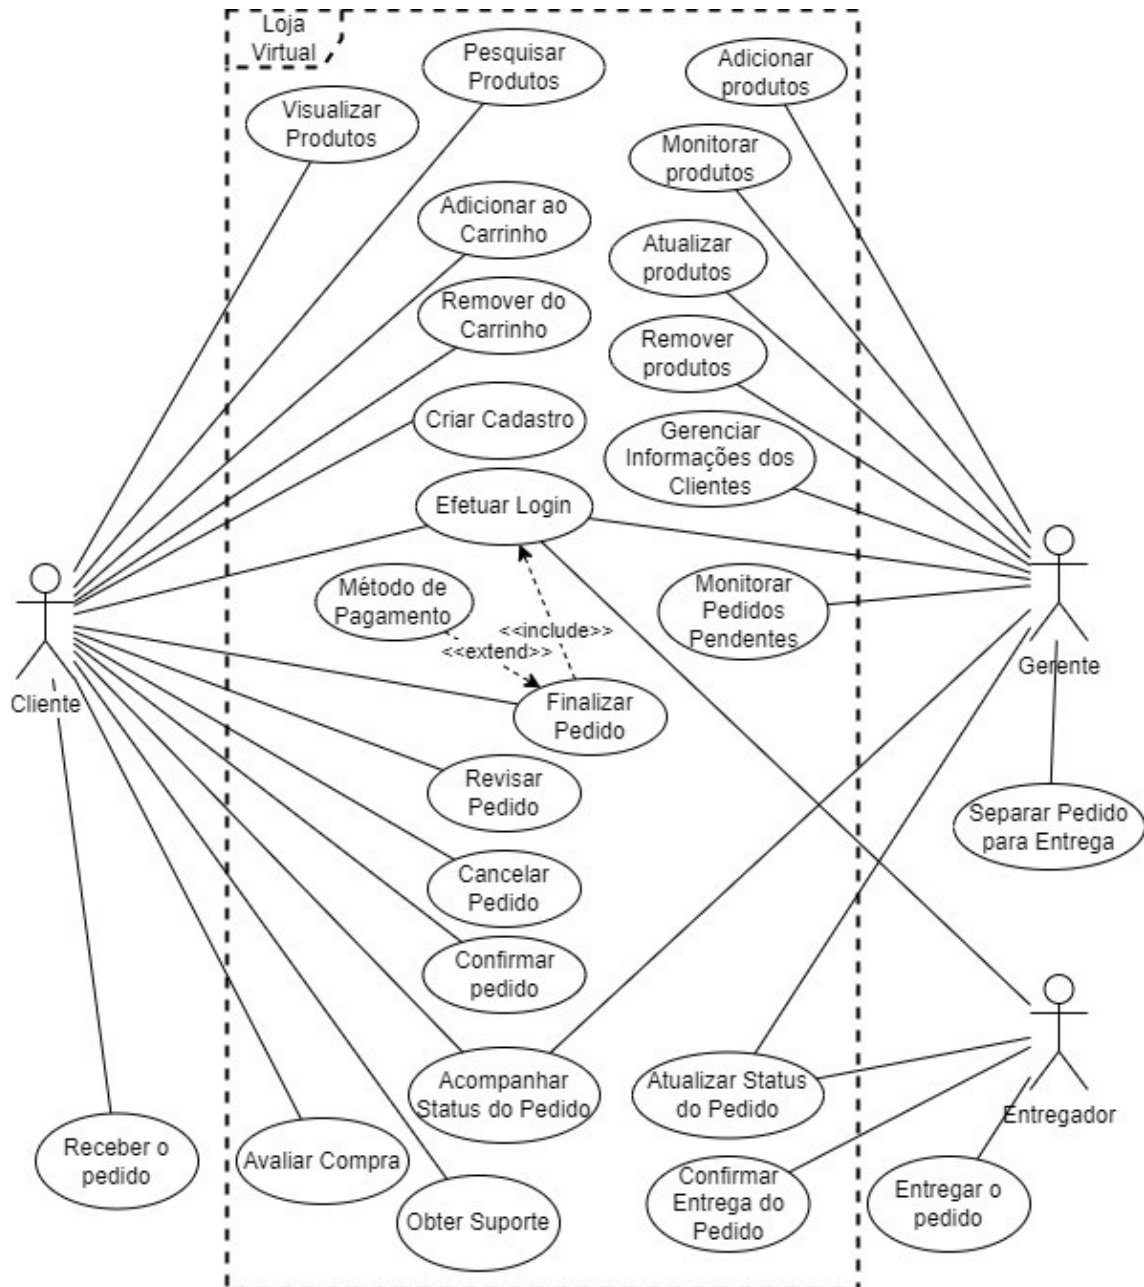 Loja
Virtual
Pesquisar
Produtos
Adicionar
produtos
Visualizar
Produtos
Monitorar
produtos
Adicionar ao
Carrinho
Atualizar
produtos
Remover do
Carrinho
Remover
produtos
Criar Cadastro
Gerenciar
Informações dos
Clientes
Efetuar Login
Método de
Pagamento
<<include>>
<<extend>>
Monitorar
Pedidos
Pendentes
Cliente
Gerente
Finalizar
Pedido
Revisar
Pedido
Separar Pedido
para Entrega
Cancelar
Pedido
Confirmar
pedido
Acompanhar
Status do Pedido
Atualizar Status
do Pedido
Entregador
Receber o
pedido
Avaliar Compra
Obter Suporte
Confirmar
Entrega do
Pedido
Entregar o
pedido